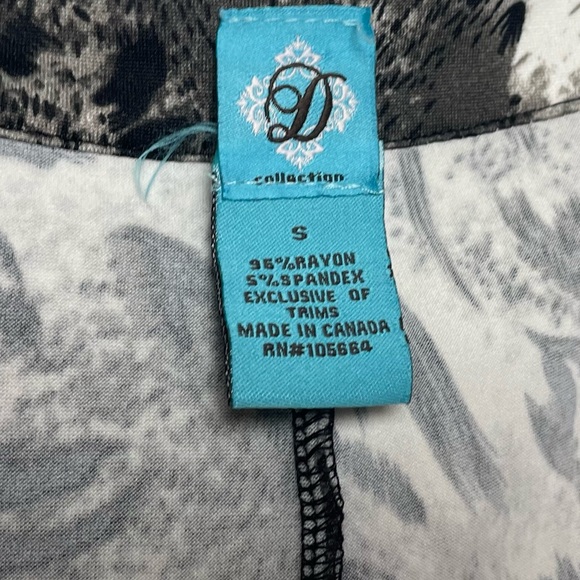 D
collection
S
95%RAYON
5%SPANDEX
EXCLUSIVE OF
TRIMS
MADE IN CANADA
RN#105664